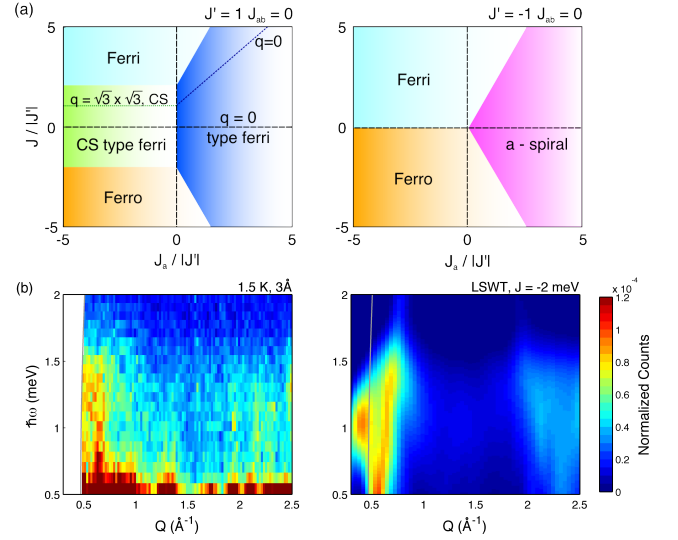 (a)
J' = 1 J_ab = 0
J' = -1 J_ab = 0
5
0
-5
J / |J'|
Ferri
q = √3 x √3, CS
CS type ferri
Ferro
q=0
q = 0
type ferri
-5
0
5
J_a / |J'|
5
0
-5
Ferri
Ferro
a - spiral
-5
0
5
J_a / |J'|
(b)
1.5 K, 3Å
LSWT, J = -2 meV
2
1.5
1
0.5
ħω (meV)
0.5
1
1.5
2
2.5
Q (Å⁻¹)
2
1.5
1
0.5
0.5
1
1.5
2
2.5
Q (Å⁻¹)
x 10⁻⁴
1.2
1
0.8
0.6
0.4
0.2
0
Normalized Counts